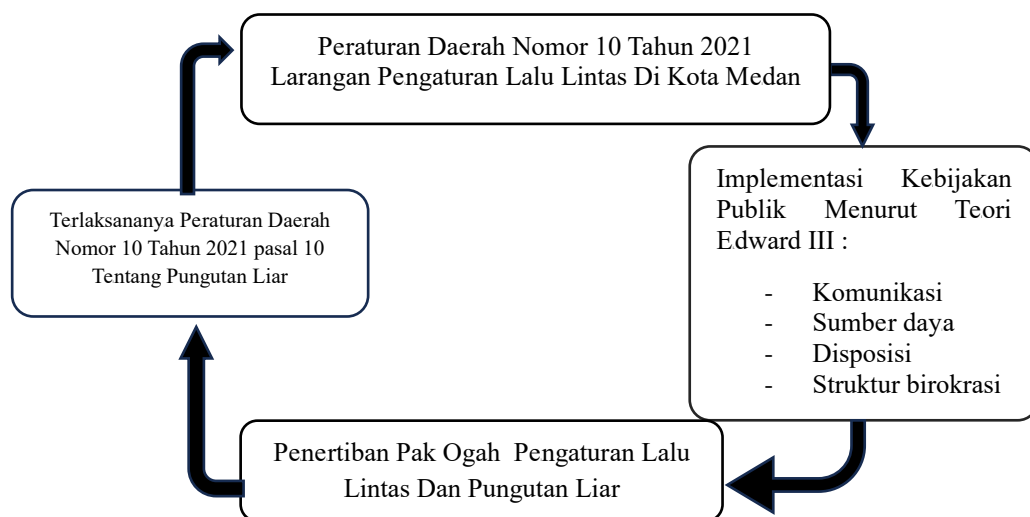 Peraturan Daerah Nomor 10 Tahun 2021
Larangan Pengaturan Lalu Lintas Di Kota Medan
Implementasi Kebijakan
Publik Menurut Teori
Edward III :
- Komunikasi
- Sumber daya
- Disposisi
- Struktur birokrasi
Penertiban Pak Ogah Pengaturan Lalu
Lintas Dan Pungutan Liar
Terlaksananya Peraturan Daerah
Nomor 10 Tahun 2021 pasal 10
Tentang Pungutan Liar